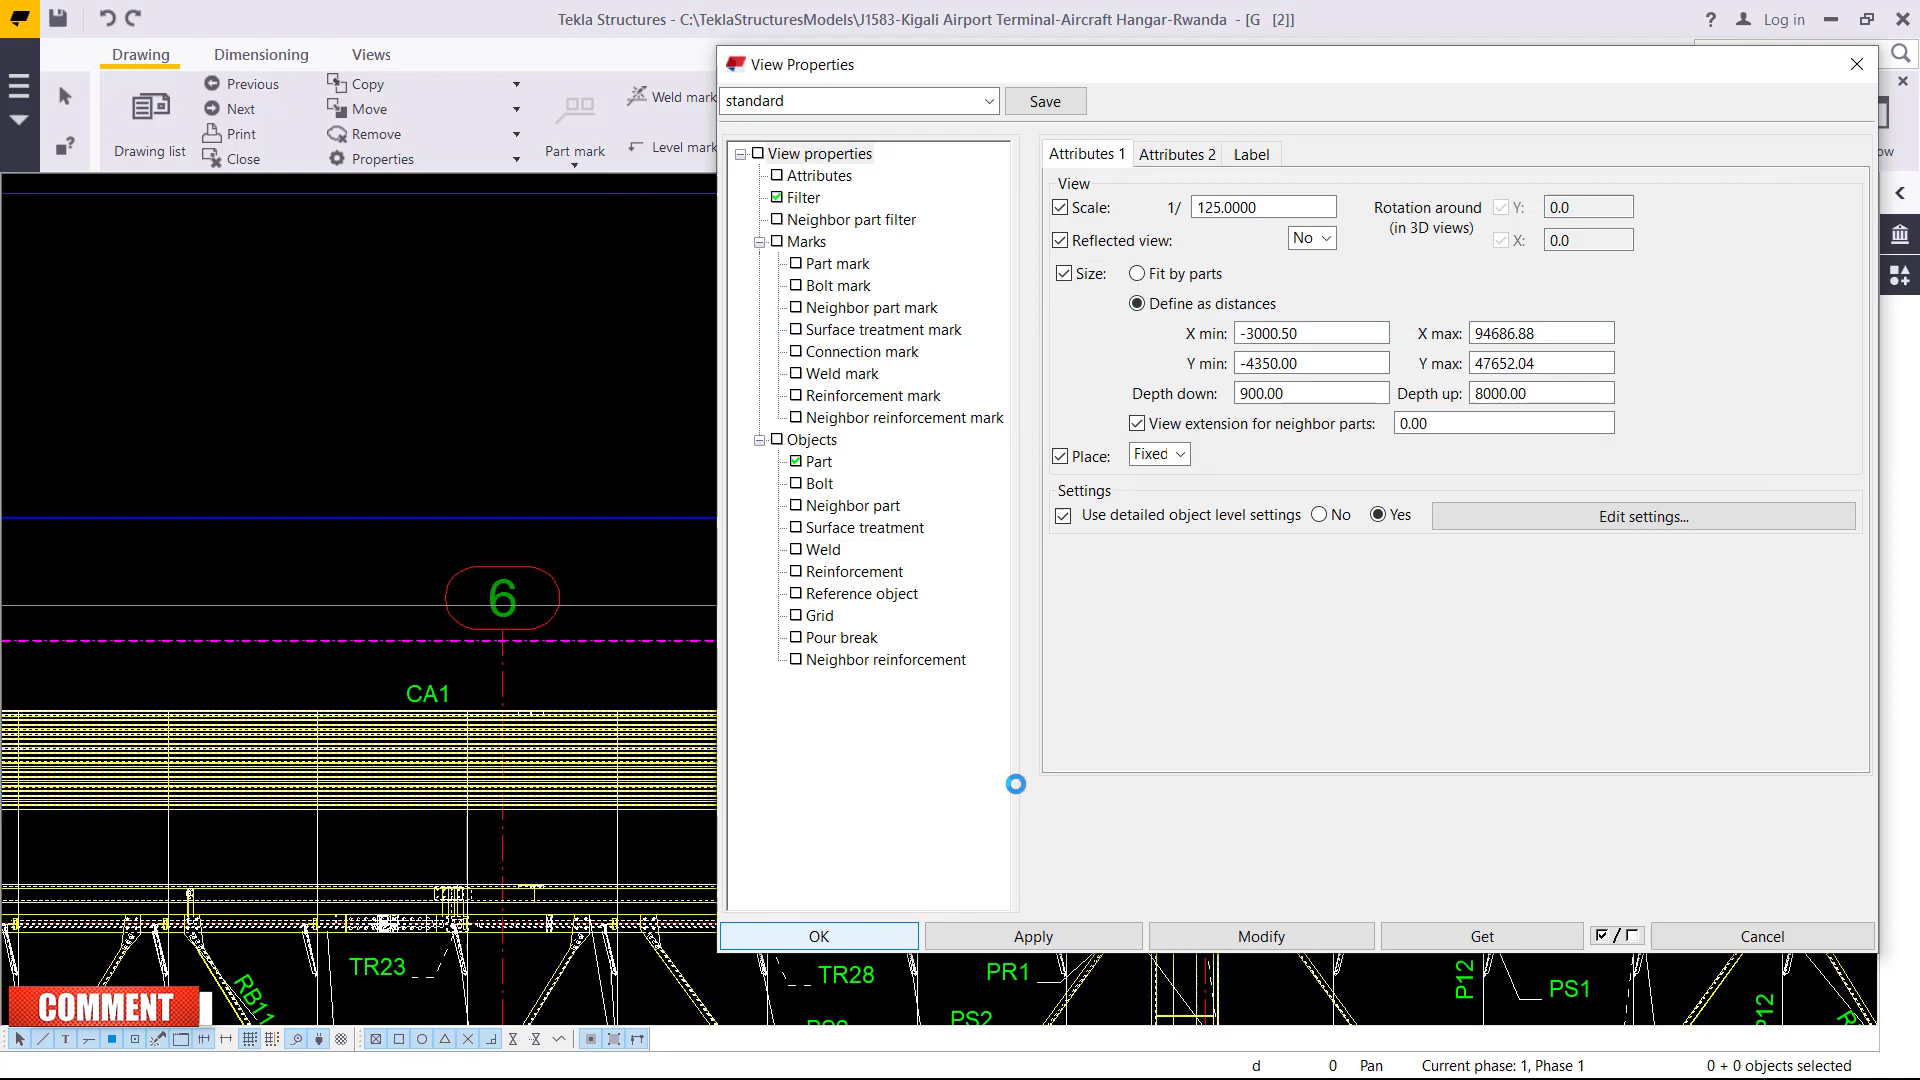 Tekla Structures - C:\TeklaStructuresModels\J1583-Kigali Airport Terminal-Aircraft Hangar-Rwanda - [G [2]]
? Log in
Drawing Dimensioning Views
Drawing list
Previous
Next
Print
Close
Copy
Move
Remove
Properties
Part mark
Weld mark
Level mark
View Properties
standard
Save
View properties
Attributes
Filter
Neighbor part filter
Marks
Part mark
Bolt mark
Neighbor part mark
Surface treatment mark
Connection mark
Weld mark
Reinforcement mark
Neighbor reinforcement mark
Objects
Part
Bolt
Neighbor part
Surface treatment
Weld
Reinforcement
Reference object
Grid
Pour break
Neighbor reinforcement
Attributes 1 Attributes 2 Label
View
Scale: 1/ 125.0000
Rotation around
(in 3D views)
Y: 0.0
X: 0.0
Reflected view: No
Size: Fit by parts
Define as distances
X min: -3000.50 X max: 94686.88
Y min: -4350.00 Y max: 47652.04
Depth down: 900.00 Depth up: 8000.00
View extension for neighbor parts: 0.00
Place: Fixed
Settings
Use detailed object level settings No Yes Edit settings...
OK Apply Modify Get Cancel
6
CA1
TR23
RB11
TR28
PR1
PS2
P12
PS1
COMMENT
d 0 Pan Current phase: 1, Phase 1 0 + 0 objects selected